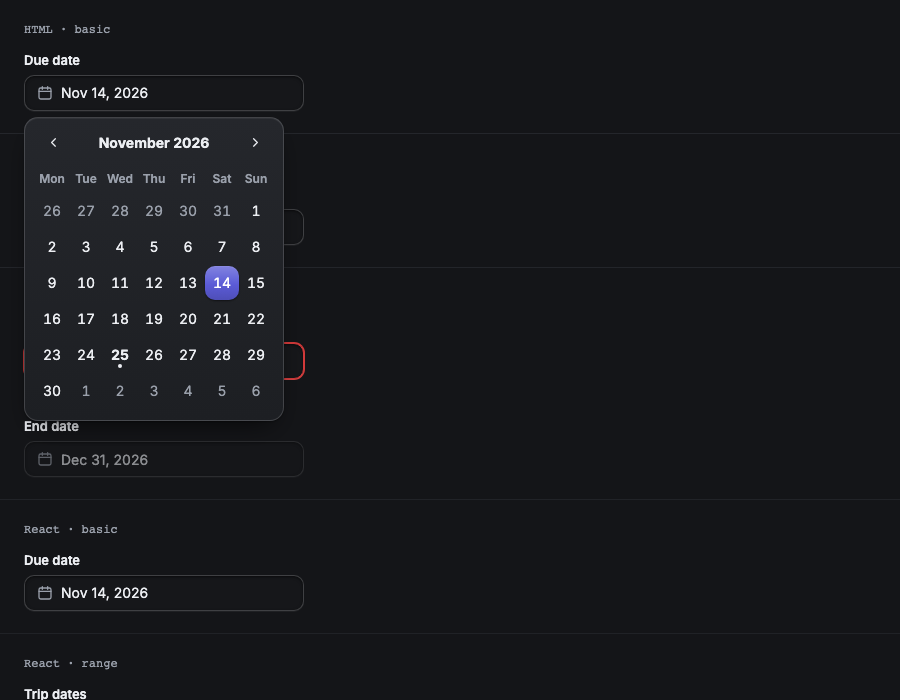 HTML · basic
Due date
Nov 14, 2026
November 2026
Mon Tue Wed Thu Fri Sat Sun
26 27 28 29 30 31 1
2 3 4 5 6 7 8
9 10 11 12 13 14 15
16 17 18 19 20 21 22
23 24 25 26 27 28 29
30 1 2 3 4 5 6
End date
Dec 31, 2026
React · basic
Due date
Nov 14, 2026
React · range
Trip dates